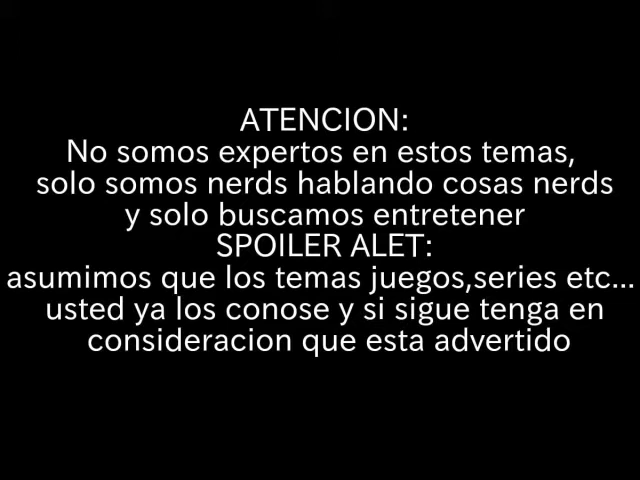 ATENCION:
No somos expertos en estos temas,
solo somos nerds hablando cosas nerds
y solo buscamos entretener
SPOILER ALET:
asumimos que los temas juegos,series etc...
usted ya los conose y si sigue tenga en
consideracion que esta advertido